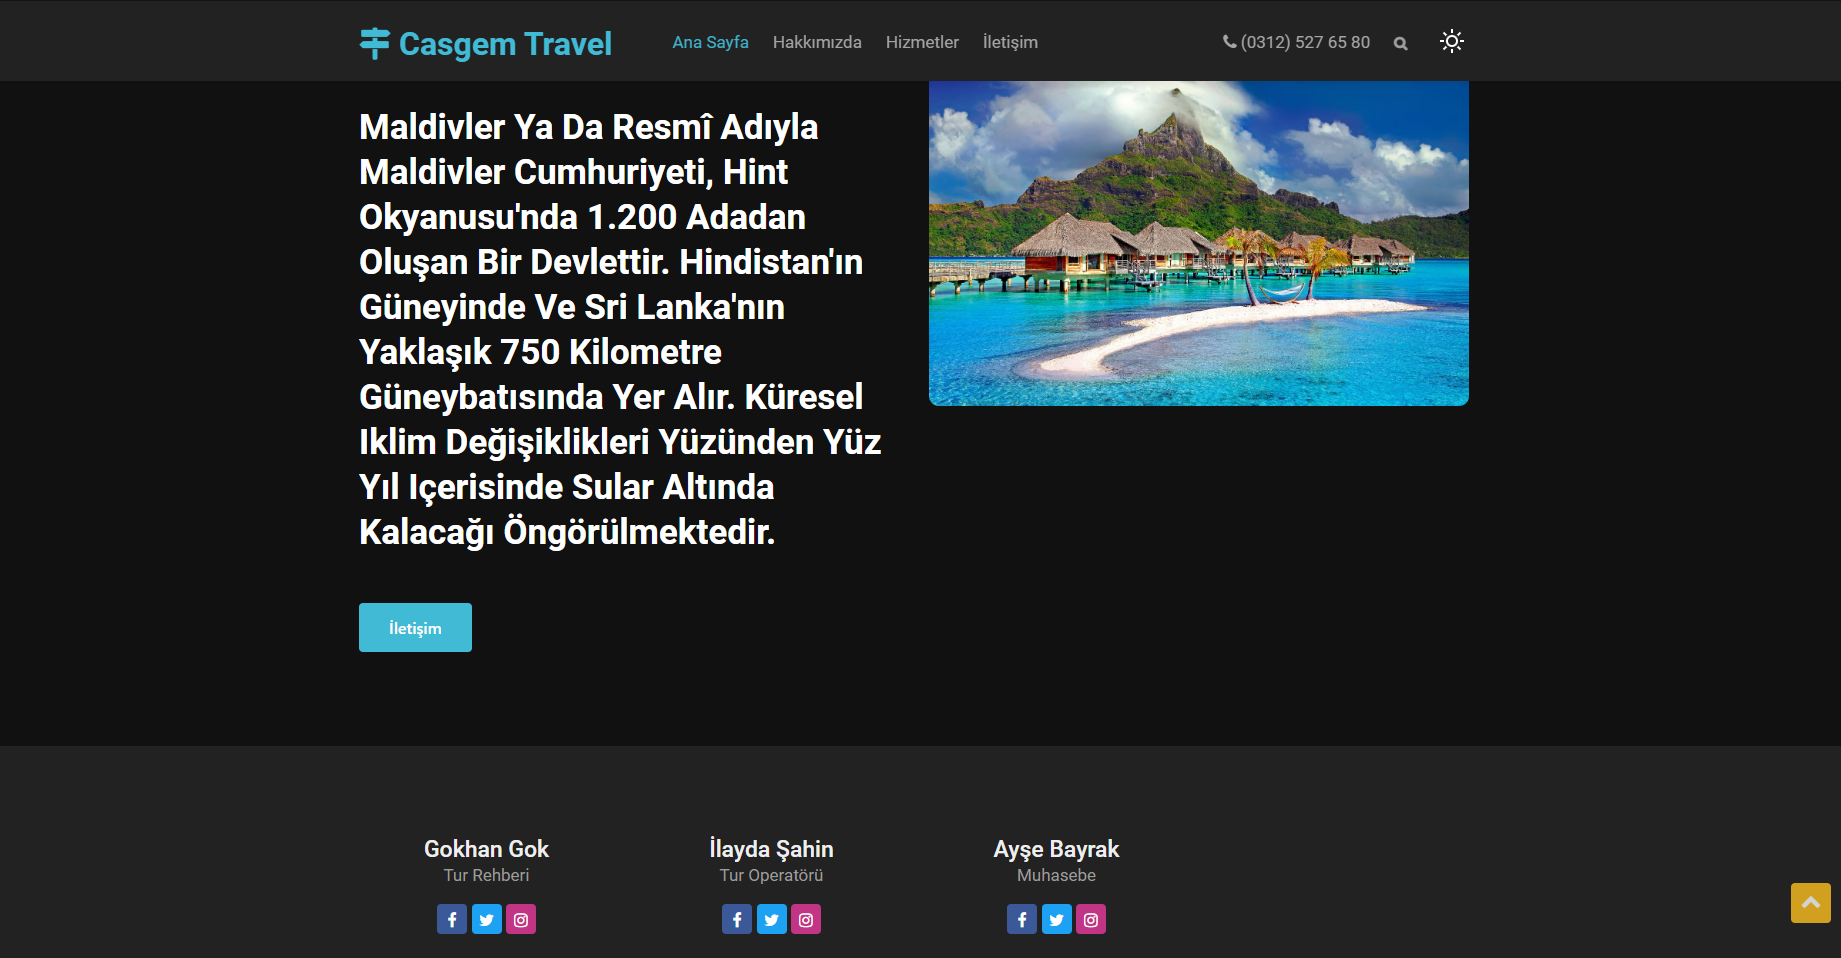 Casgem Travel
Ana Sayfa Hakkımızda Hizmetler İletişim (0312) 527 65 80
Maldivler Ya Da Resmî Adıyla
Maldivler Cumhuriyeti, Hint
Okyanusu'nda 1.200 Adadan
Oluşan Bir Devlettir. Hindistan'ın
Güneyinde Ve Sri Lanka'nın
Yaklaşık 750 Kilometre
Güneybatısında Yer Alır. Küresel
Iklim Değişiklikleri Yüzünden Yüz
Yıl Içerisinde Sular Altında
Kalacağı Öngörülmektedir.
İletişim
Gokhan Gok
Tur Rehberi
İlayda Şahin
Tur Operatörü
Ayşe Bayrak
Muhasebe